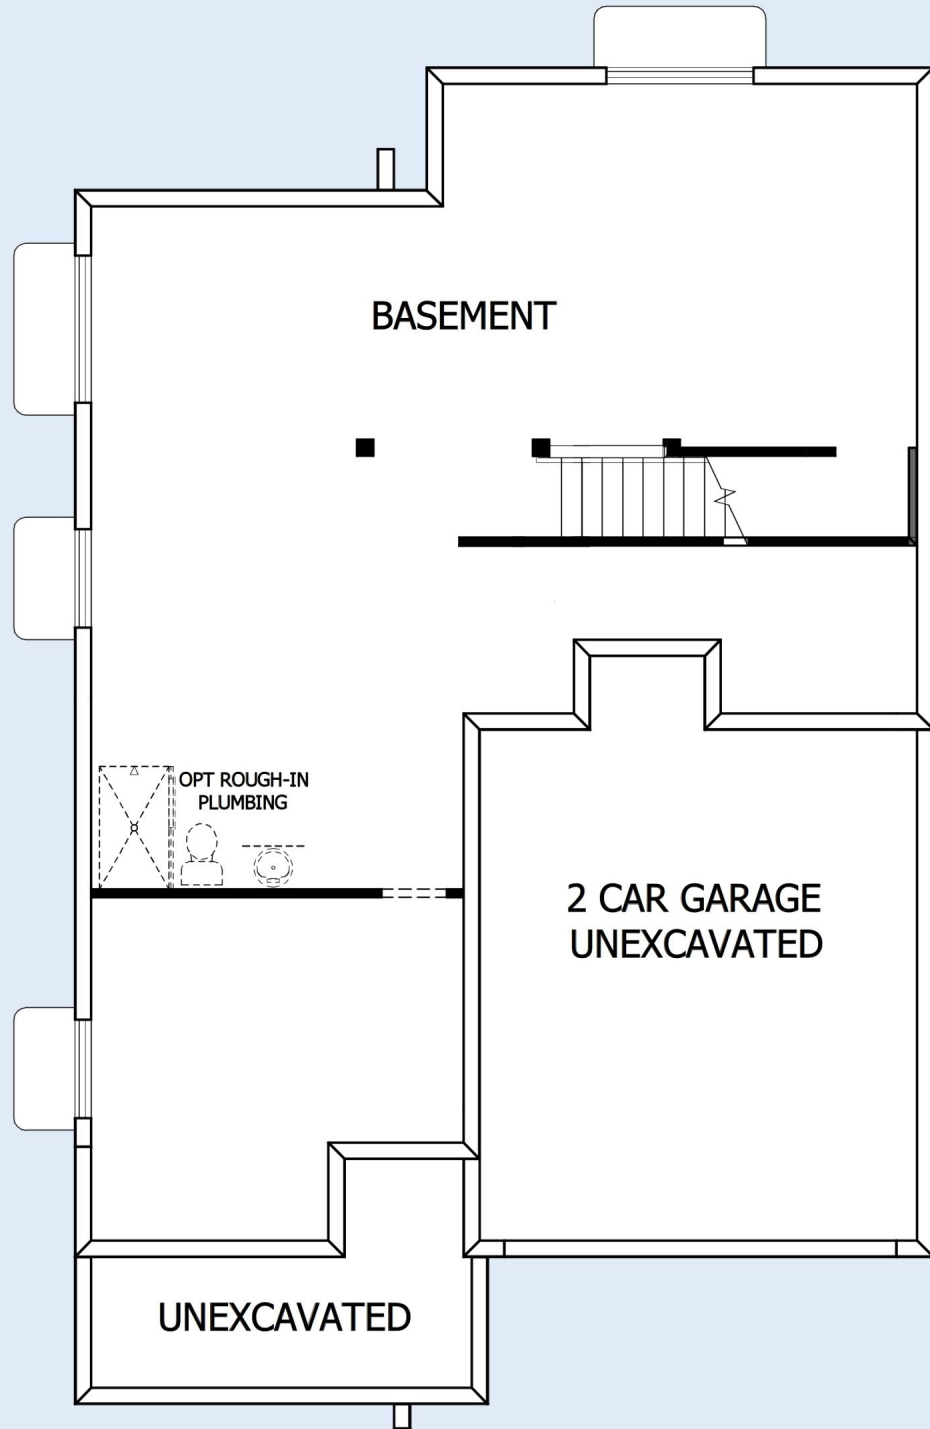 BASEMENT
OPT ROUGH-IN
PLUMBING
2 CAR GARAGE
UNEXCAVATED
UNEXCAVATED